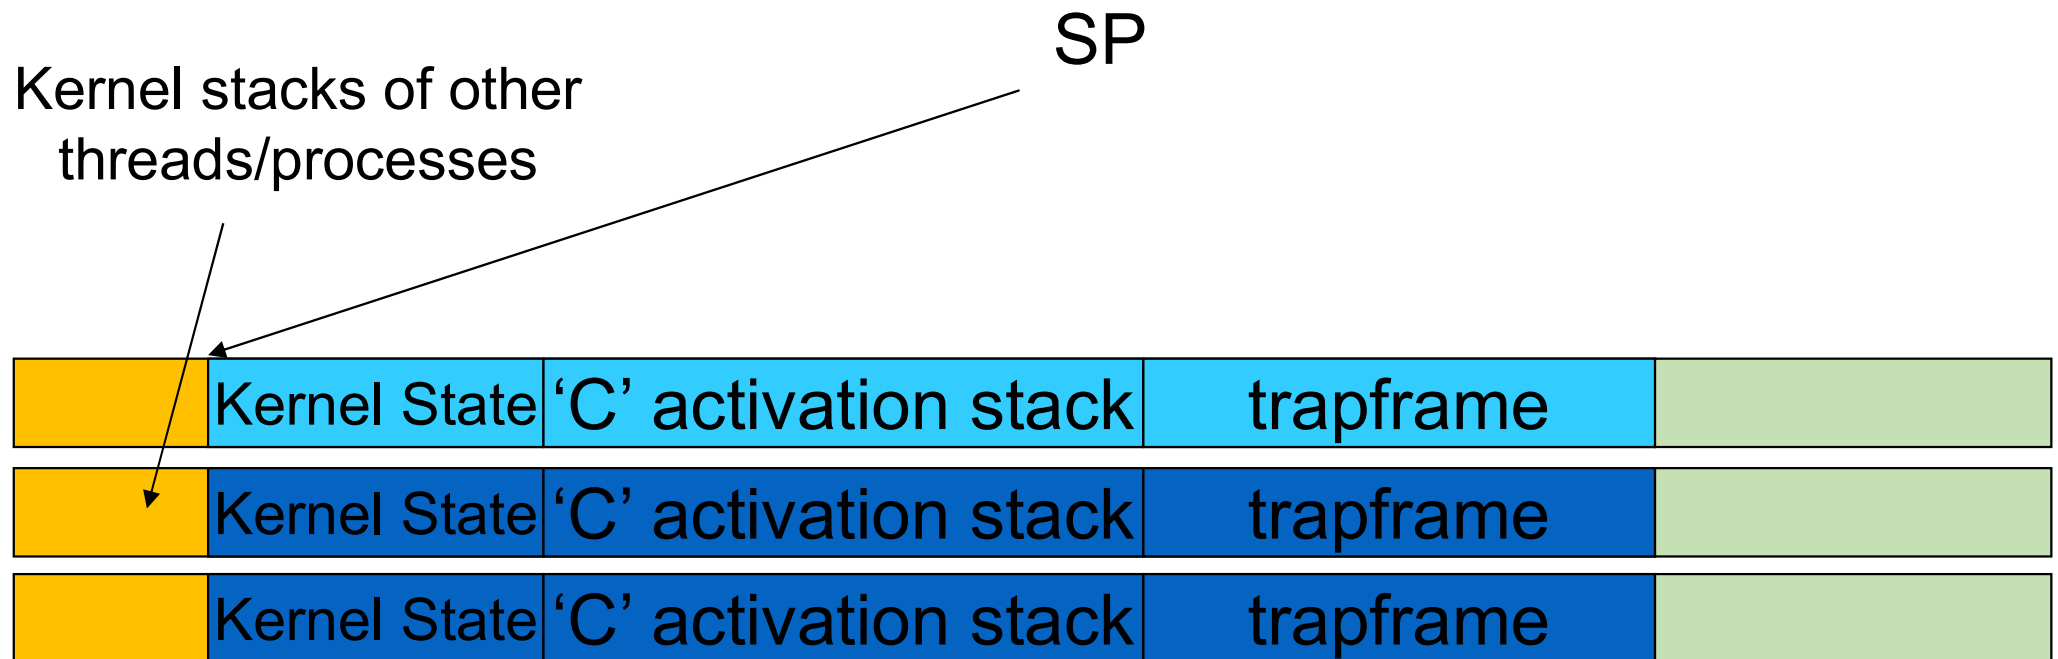 SP
Kernel stacks of other
threads/processes
Kernel State ‘C’ activation stack trapframe
Kernel State ‘C’ activation stack trapframe
Kernel State ‘C’ activation stack trapframe